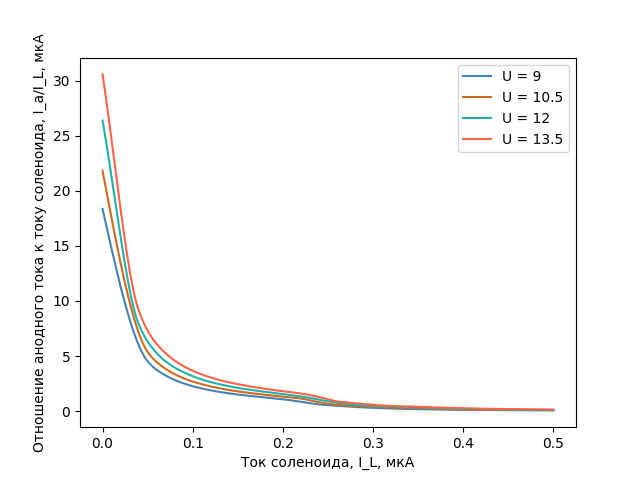 Отношение анодного тока к току соленоида, I_a/I_L, мкА
30
25
20
15
10
5
0
U = 9
U = 10.5
U = 12
U = 13.5
0.0 0.1 0.2 0.3 0.4 0.5
Ток соленоида, I_L, мкА